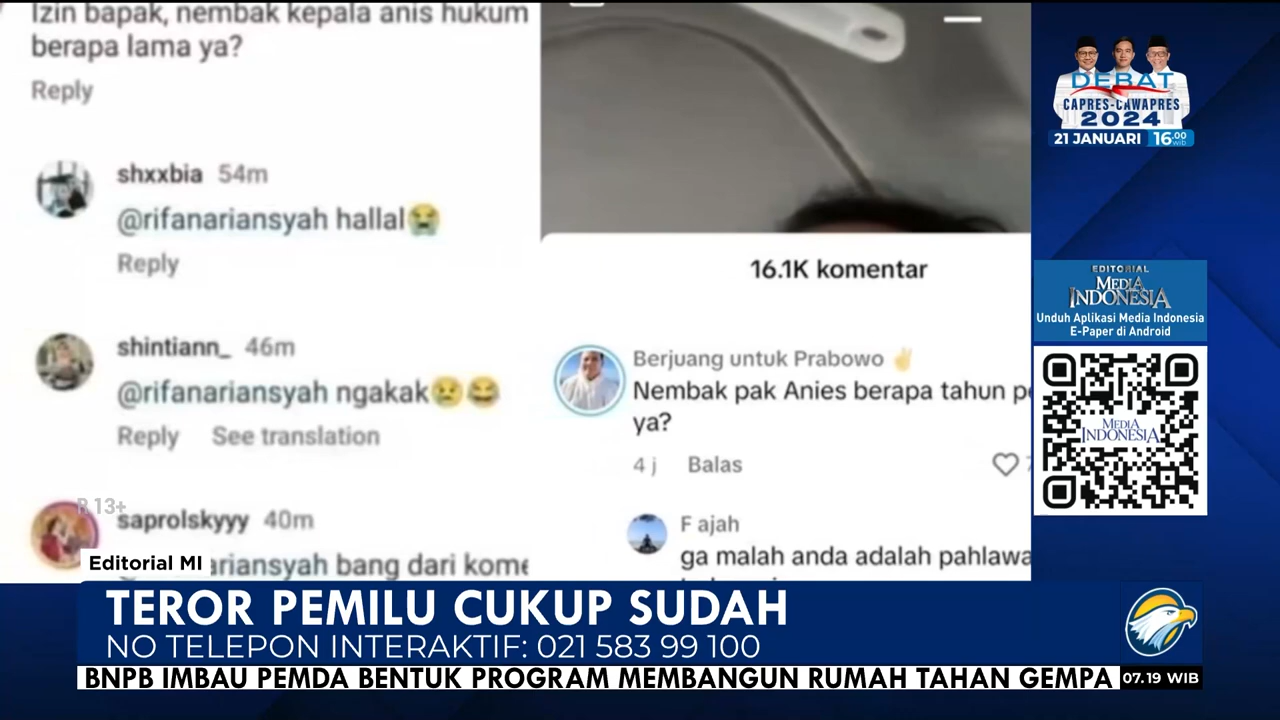 Izin bapak, nembak kepala anis hukum
berapa lama ya?
Reply
shxxbia 54m
@rifanariansyah hallal😭
Reply
shintiann_ 46m
@rifanariansyah ngakak😢😂
Reply See translation
saprolskyyy 40m
ariansyah bang dari kome
16.1K komentar
Berjuang untuk Prabowo ✌
Nembak pak Anies berapa tahun pe
ya?
4 j Balas
F ajah
ga malah anda adalah pahlawa
R 13+
DEBAT
CAPRES-CAWAPRES
2024
21 JANUARI 16.00 WIB
EDITORIAL
MEDIA
INDONESIA
Unduh Aplikasi Media Indonesia
E-Paper di Android
MEDIA
INDONESIA
Editorial MI
TEROR PEMILU CUKUP SUDAH
NO TELEPON INTERAKTIF: 021 583 99 100
BNPB IMBAU PEMDA BENTUK PROGRAM MEMBANGUN RUMAH TAHAN GEMPA 07.19 WIB